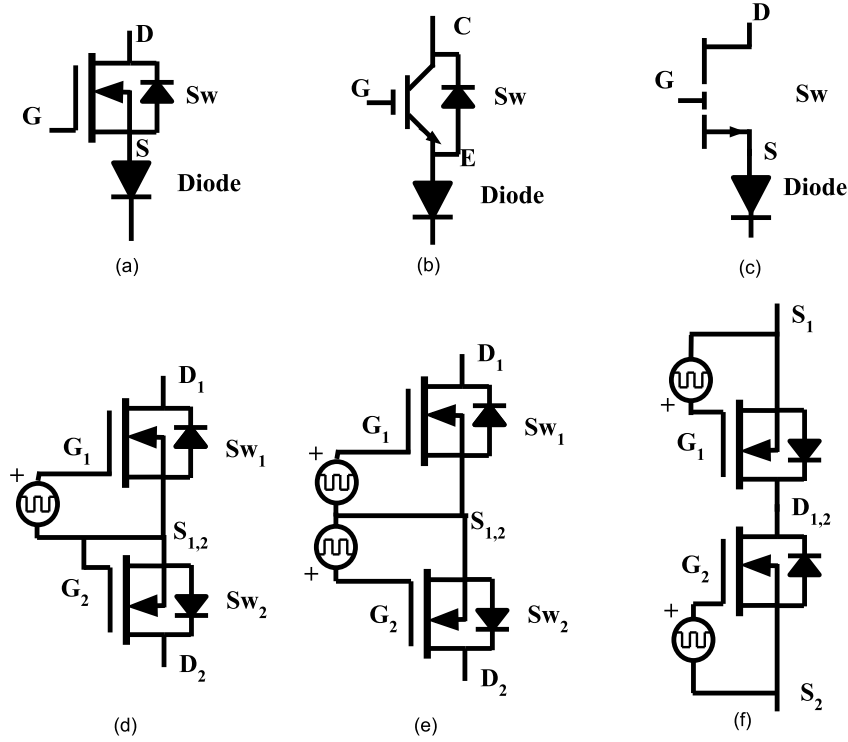 D
G
Sw
S
Diode
(a)
C
G
Sw
E
Diode
(b)
D
G
Sw
S
Diode
(c)
D1
G1
Sw1
+
S1,2
G2
Sw2
D2
(d)
D1
G1
Sw1
+
S1,2
+
G2
Sw2
D2
(e)
S1
+
G1
D1,2
G2
+
S2
(f)